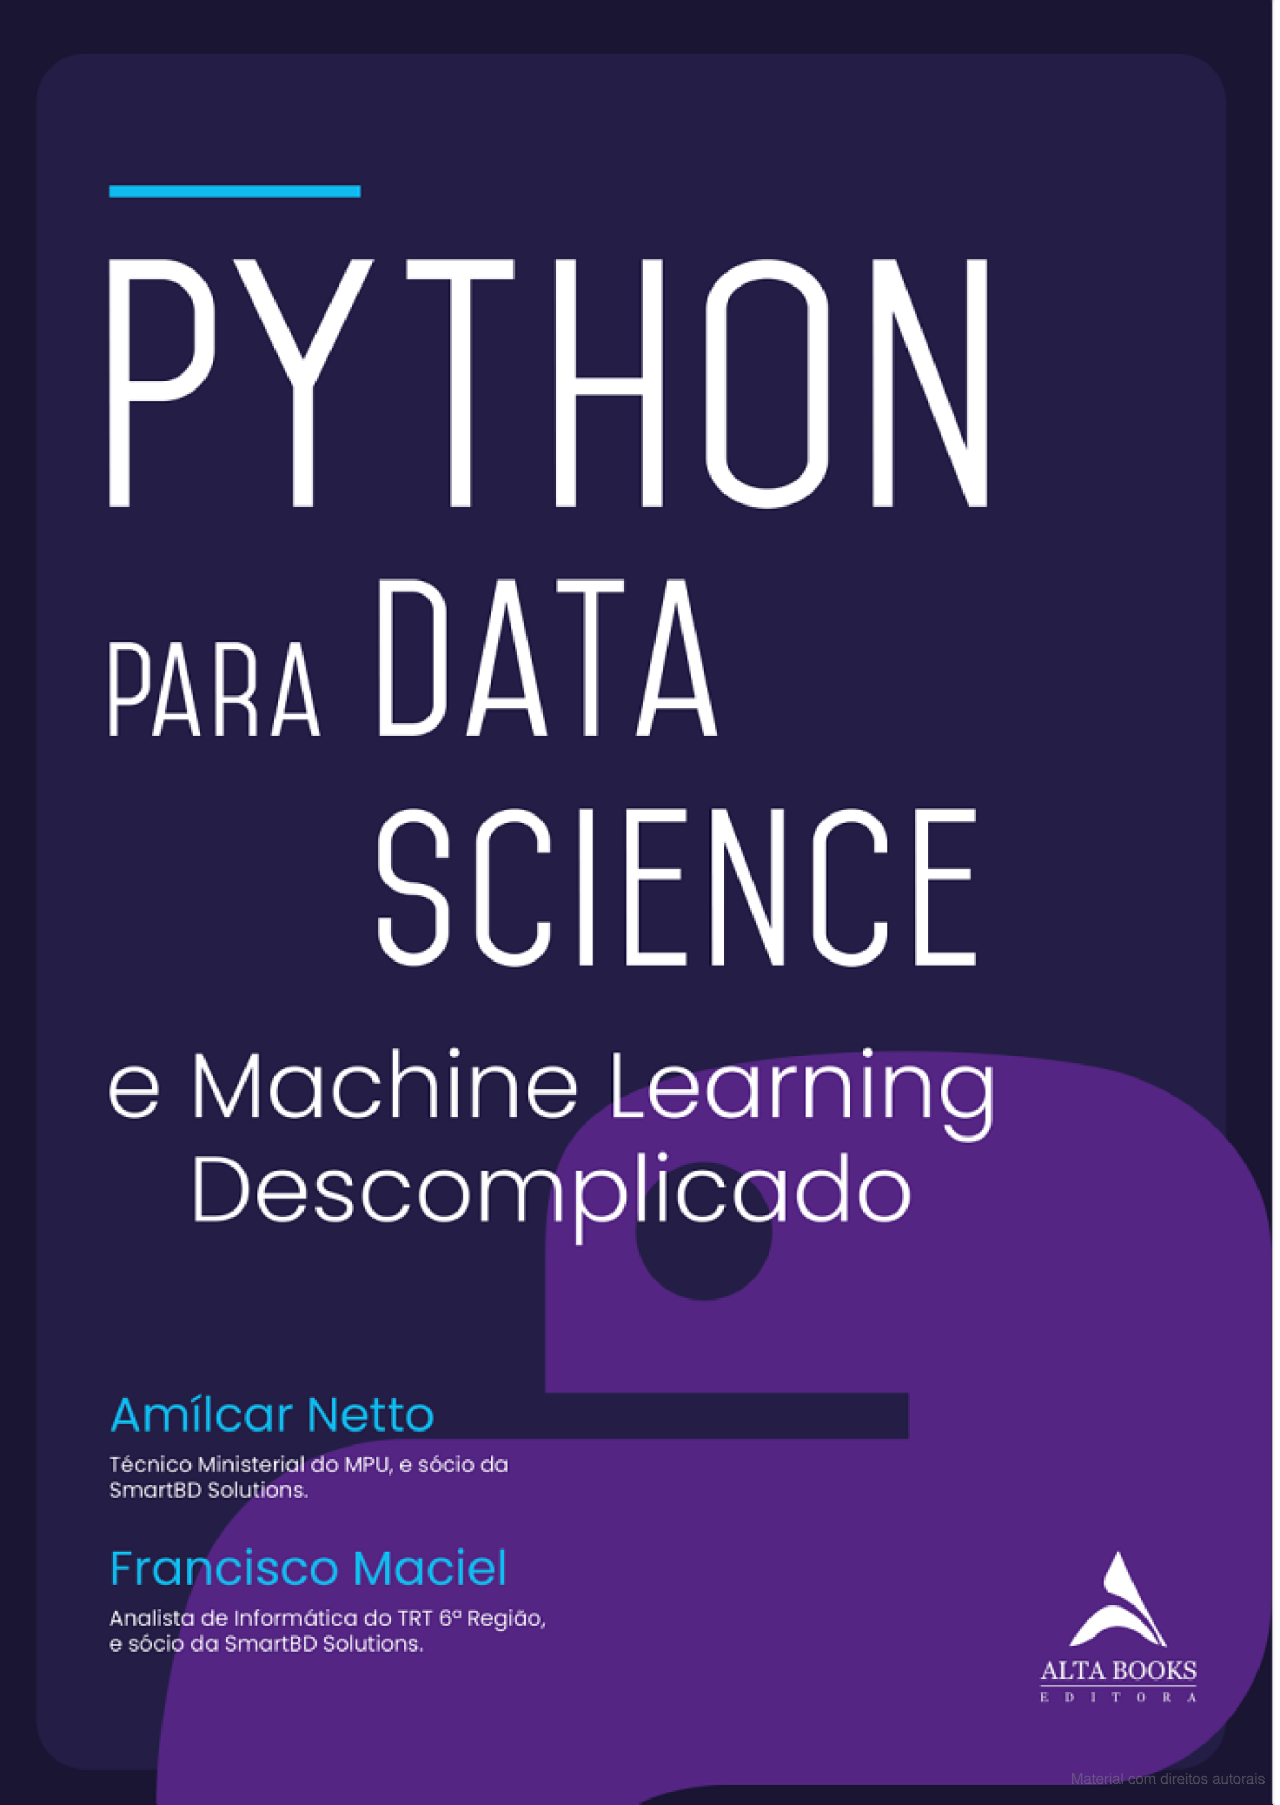 PYTHON
PARA DATA
SCIENCE
e Machine Learning
Descomplicado
Amílcar Netto
Técnico Ministerial do MPU, e sócio da
SmartBD Solutions.
Francisco Maciel
Analista de Informática do TRT 6ª Região,
e sócio da SmartBD Solutions.
ALTA BOOKS
EDITORA
Material com direitos autorais